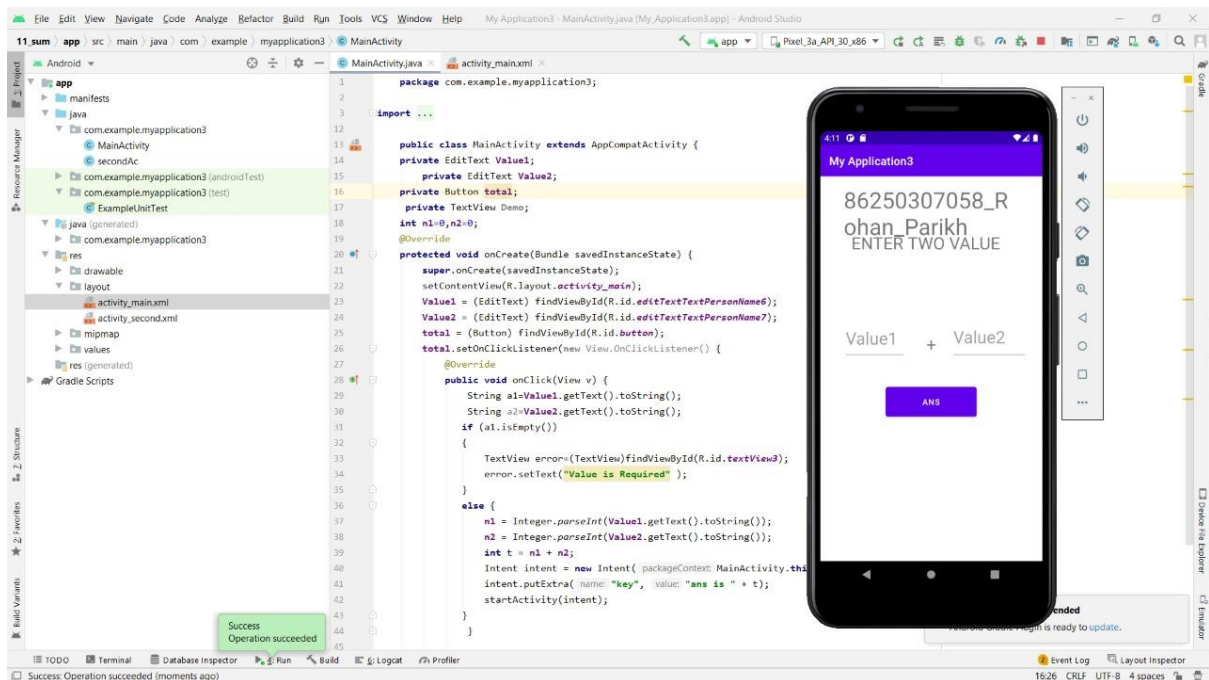 File Edit View Navigate Code Analyze Refactor Build Run Tools VCS Window Help My Application3 - MainActivity.java [My_Application3.app] - Android Studio
11_sum app src main java com example myapplication3 MainActivity
app Pixel_3a_API_30_x86
1: Project
Resource Manager
Z: Structure
2: Favorites
Build Variants
Android
app
manifests
java
com.example.myapplication3
MainActivity
secondAc
com.example.myapplication3 (androidTest)
com.example.myapplication3 (test)
ExampleUnitTest
java (generated)
com.example.myapplication3
res
drawable
layout
activity_main.xml
activity_second.xml
mipmap
values
res (generated)
Gradle Scripts
MainActivity.java activity_main.xml
1 package com.example.myapplication3;
2
3 import ...
12
13 public class MainActivity extends AppCompatActivity {
14 private EditText Value1;
15 private EditText Value2;
16 private Button total;
17 private TextView Demo;
18 int n1=0,n2=0;
19 @Override
20 protected void onCreate(Bundle savedInstanceState) {
21 super.onCreate(savedInstanceState);
22 setContentView(R.layout.activity_main);
23 Value1 = (EditText) findViewById(R.id.editTextTextPersonName6);
24 Value2 = (EditText) findViewById(R.id.editTextTextPersonName7);
25 total = (Button) findViewById(R.id.button);
26 total.setOnClickListener(new View.OnClickListener() {
27 @Override
28 public void onClick(View v) {
29 String a1=Value1.getText().toString();
30 String a2=Value2.getText().toString();
31 if (a1.isEmpty())
32 {
33 TextView error=(TextView)findViewById(R.id.textView3);
34 error.setText("Value is Required" );
35 }
36 else {
37 n1 = Integer.parseInt(Value1.getText().toString());
38 n2 = Integer.parseInt(Value2.getText().toString());
39 int t = n1 + n2;
40 Intent intent = new Intent( packageContext: MainActivity.thi
41 intent.putExtra( name: "key", value: "ans is " + t);
42 startActivity(intent);
43 }
44 }
45
4:11
My Application3
86250307058_R
ohan_Parikh
ENTER TWO VALUE
Value1 + Value2
ANS
Gradle
Device File Explorer
Emulator
ended
Android Gradle Plugin is ready to update.
Success
Operation succeeded
TODO Terminal Database Inspector 4: Run Build 6: Logcat Profiler Event Log Layout Inspector
Success: Operation succeeded (moments ago) 16:26 CRLF UTF-8 4 spaces